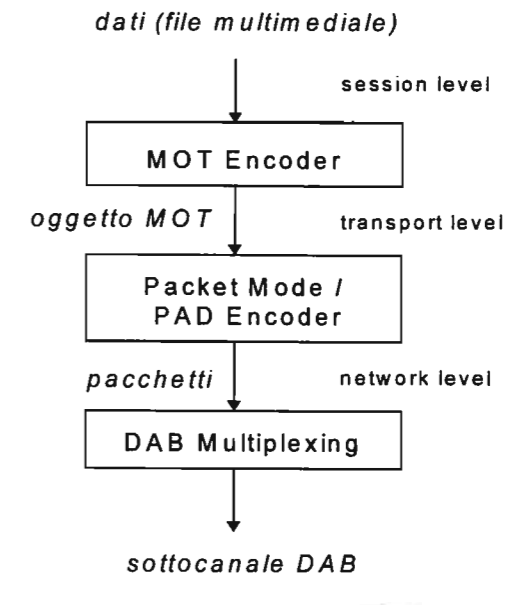 dati (file multimediale)
session level
MOT Encoder
oggetto MOT
transport level
Packet Mode /
PAD Encoder
pacchetti
network level
DAB Multiplexing
sottocanale DAB